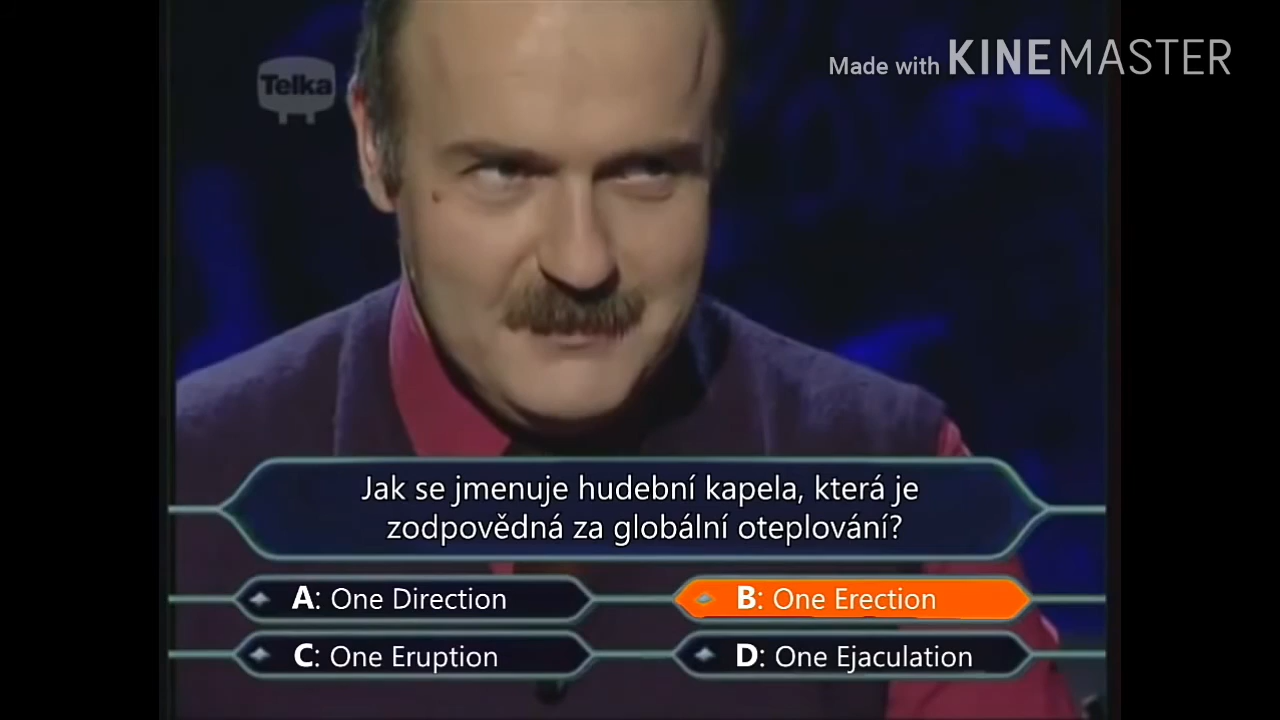 Telka
Made with KINEMASTER
Jak se jmenuje hudební kapela, která je
zodpovědná za globální oteplování?
A: One Direction
B: One Erection
C: One Eruption
D: One Ejaculation